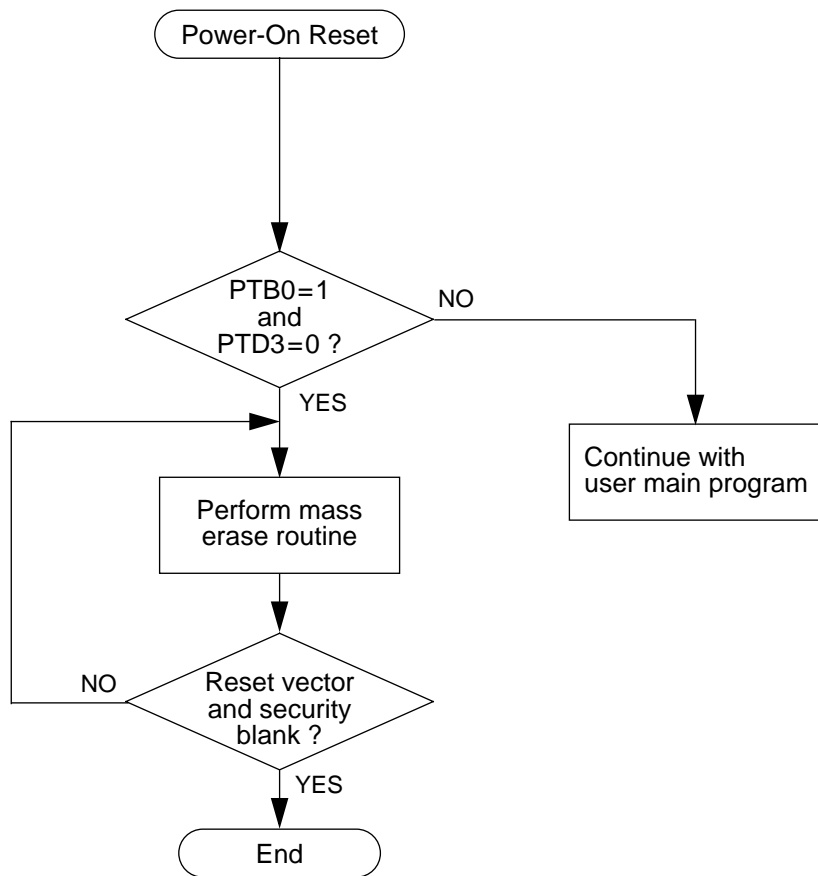 Power-On Reset
PTB0=1
and
PTD3=0 ?
NO
YES
Continue with
user main program
Perform mass
erase routine
NO
Reset vector
and security
blank ?
YES
End